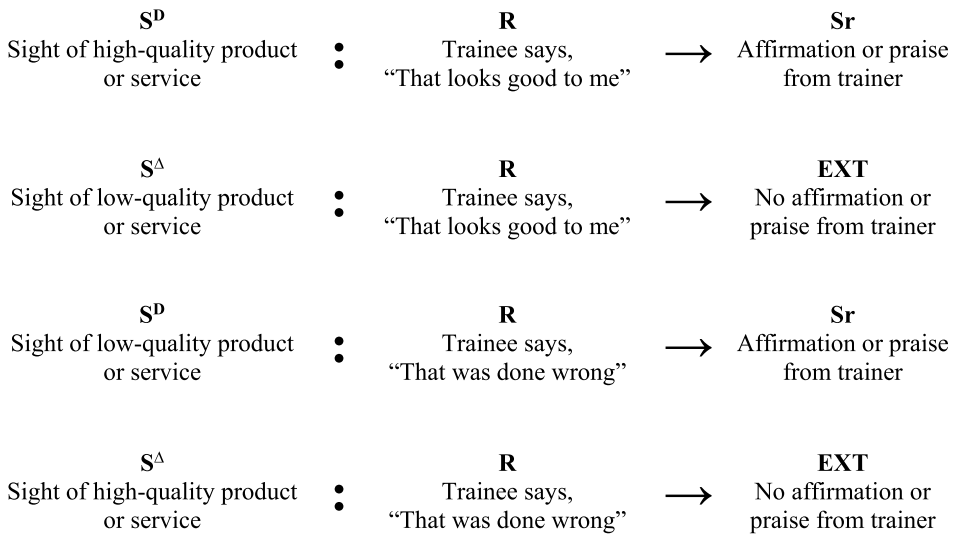 S^D R Sr
Sight of high-quality product : Trainee says, → Affirmation or praise
or service “That looks good to me” from trainer
S^Δ R EXT
Sight of low-quality product : Trainee says, → No affirmation or
or service “That looks good to me” praise from trainer
S^D R Sr
Sight of low-quality product : Trainee says, → Affirmation or praise
or service “That was done wrong” from trainer
S^Δ R EXT
Sight of high-quality product : Trainee says, → No affirmation or
or service “That was done wrong” praise from trainer